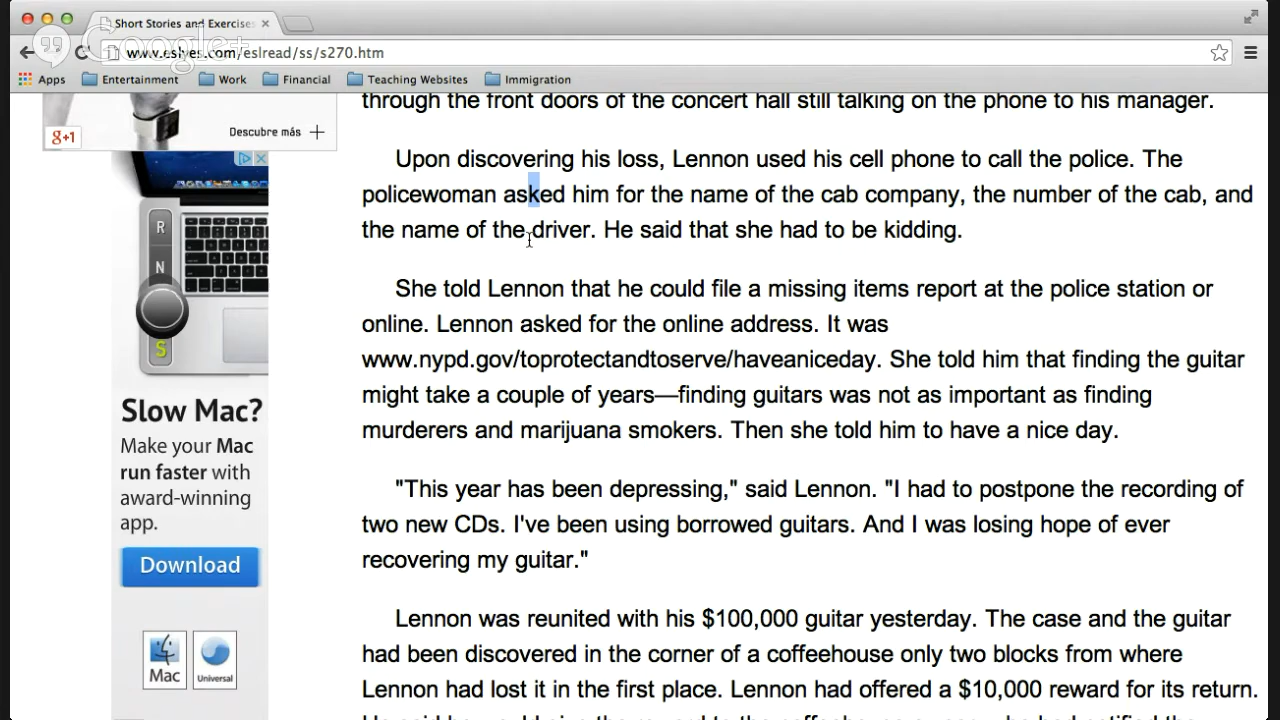 Short Stories and Exercises
Google+
www.eslyes.com/eslread/ss/s270.htm
Apps
Entertainment
Work
Financial
Teaching Websites
Immigration
g+1
Descubre más +
R
N
S
Slow Mac?
Make your Mac
run faster with
award-winning
app.
Download
Mac
Universal
through the front doors of the concert hall still talking on the phone to his manager.
Upon discovering his loss, Lennon used his cell phone to call the police. The
policewoman asked him for the name of the cab company, the number of the cab, and
the name of the driver. He said that she had to be kidding.
She told Lennon that he could file a missing items report at the police station or
online. Lennon asked for the online address. It was
www.nypd.gov/toprotectandtoserve/haveaniceday. She told him that finding the guitar
might take a couple of years—finding guitars was not as important as finding
murderers and marijuana smokers. Then she told him to have a nice day.
"This year has been depressing," said Lennon. "I had to postpone the recording of
two new CDs. I've been using borrowed guitars. And I was losing hope of ever
recovering my guitar."
Lennon was reunited with his $100,000 guitar yesterday. The case and the guitar
had been discovered in the corner of a coffeehouse only two blocks from where
Lennon had lost it in the first place. Lennon had offered a $10,000 reward for its return.